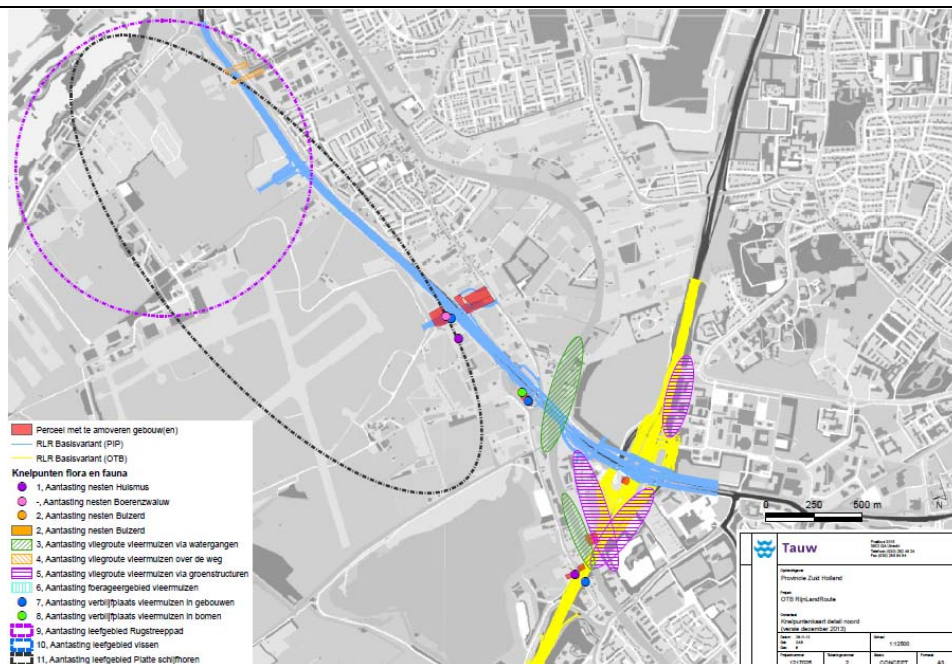 Perceel met te amoveren gebouw(en)
RLR Basisvariant (PIP)
RLR Basisvariant (OTB)
Knelpunten flora en fauna
1, Aantasting nesten Huismus
-, Aantasting nesten Boerenzwaluw
2, Aantasting nesten Buizerd
2, Aantasting nesten Buizerd
3, Aantasting vliegroute vleermuizen via watergangen
4, Aantasting vliegroute vleermuizen over de weg
5, Aantasting vliegroute vleermuizen via groenstructuren
6, Aantasting foerageergebied vleermuizen
7, Aantasting verblijfplaats vleermuizen in gebouwen
8, Aantasting verblijfplaats vleermuizen in bomen
9, Aantasting leefgebied Rugstreeppad
10, Aantasting leefgebied vissen
11, Aantasting leefgebied Platte schijfhoren
0 250 500 m
N
Tauw
Provincie Zuid Holland
OTB RijnLandRoute
Knelpuntenkaart detail noord
(versie december 2013)
1:12500
CONCEPT
A3